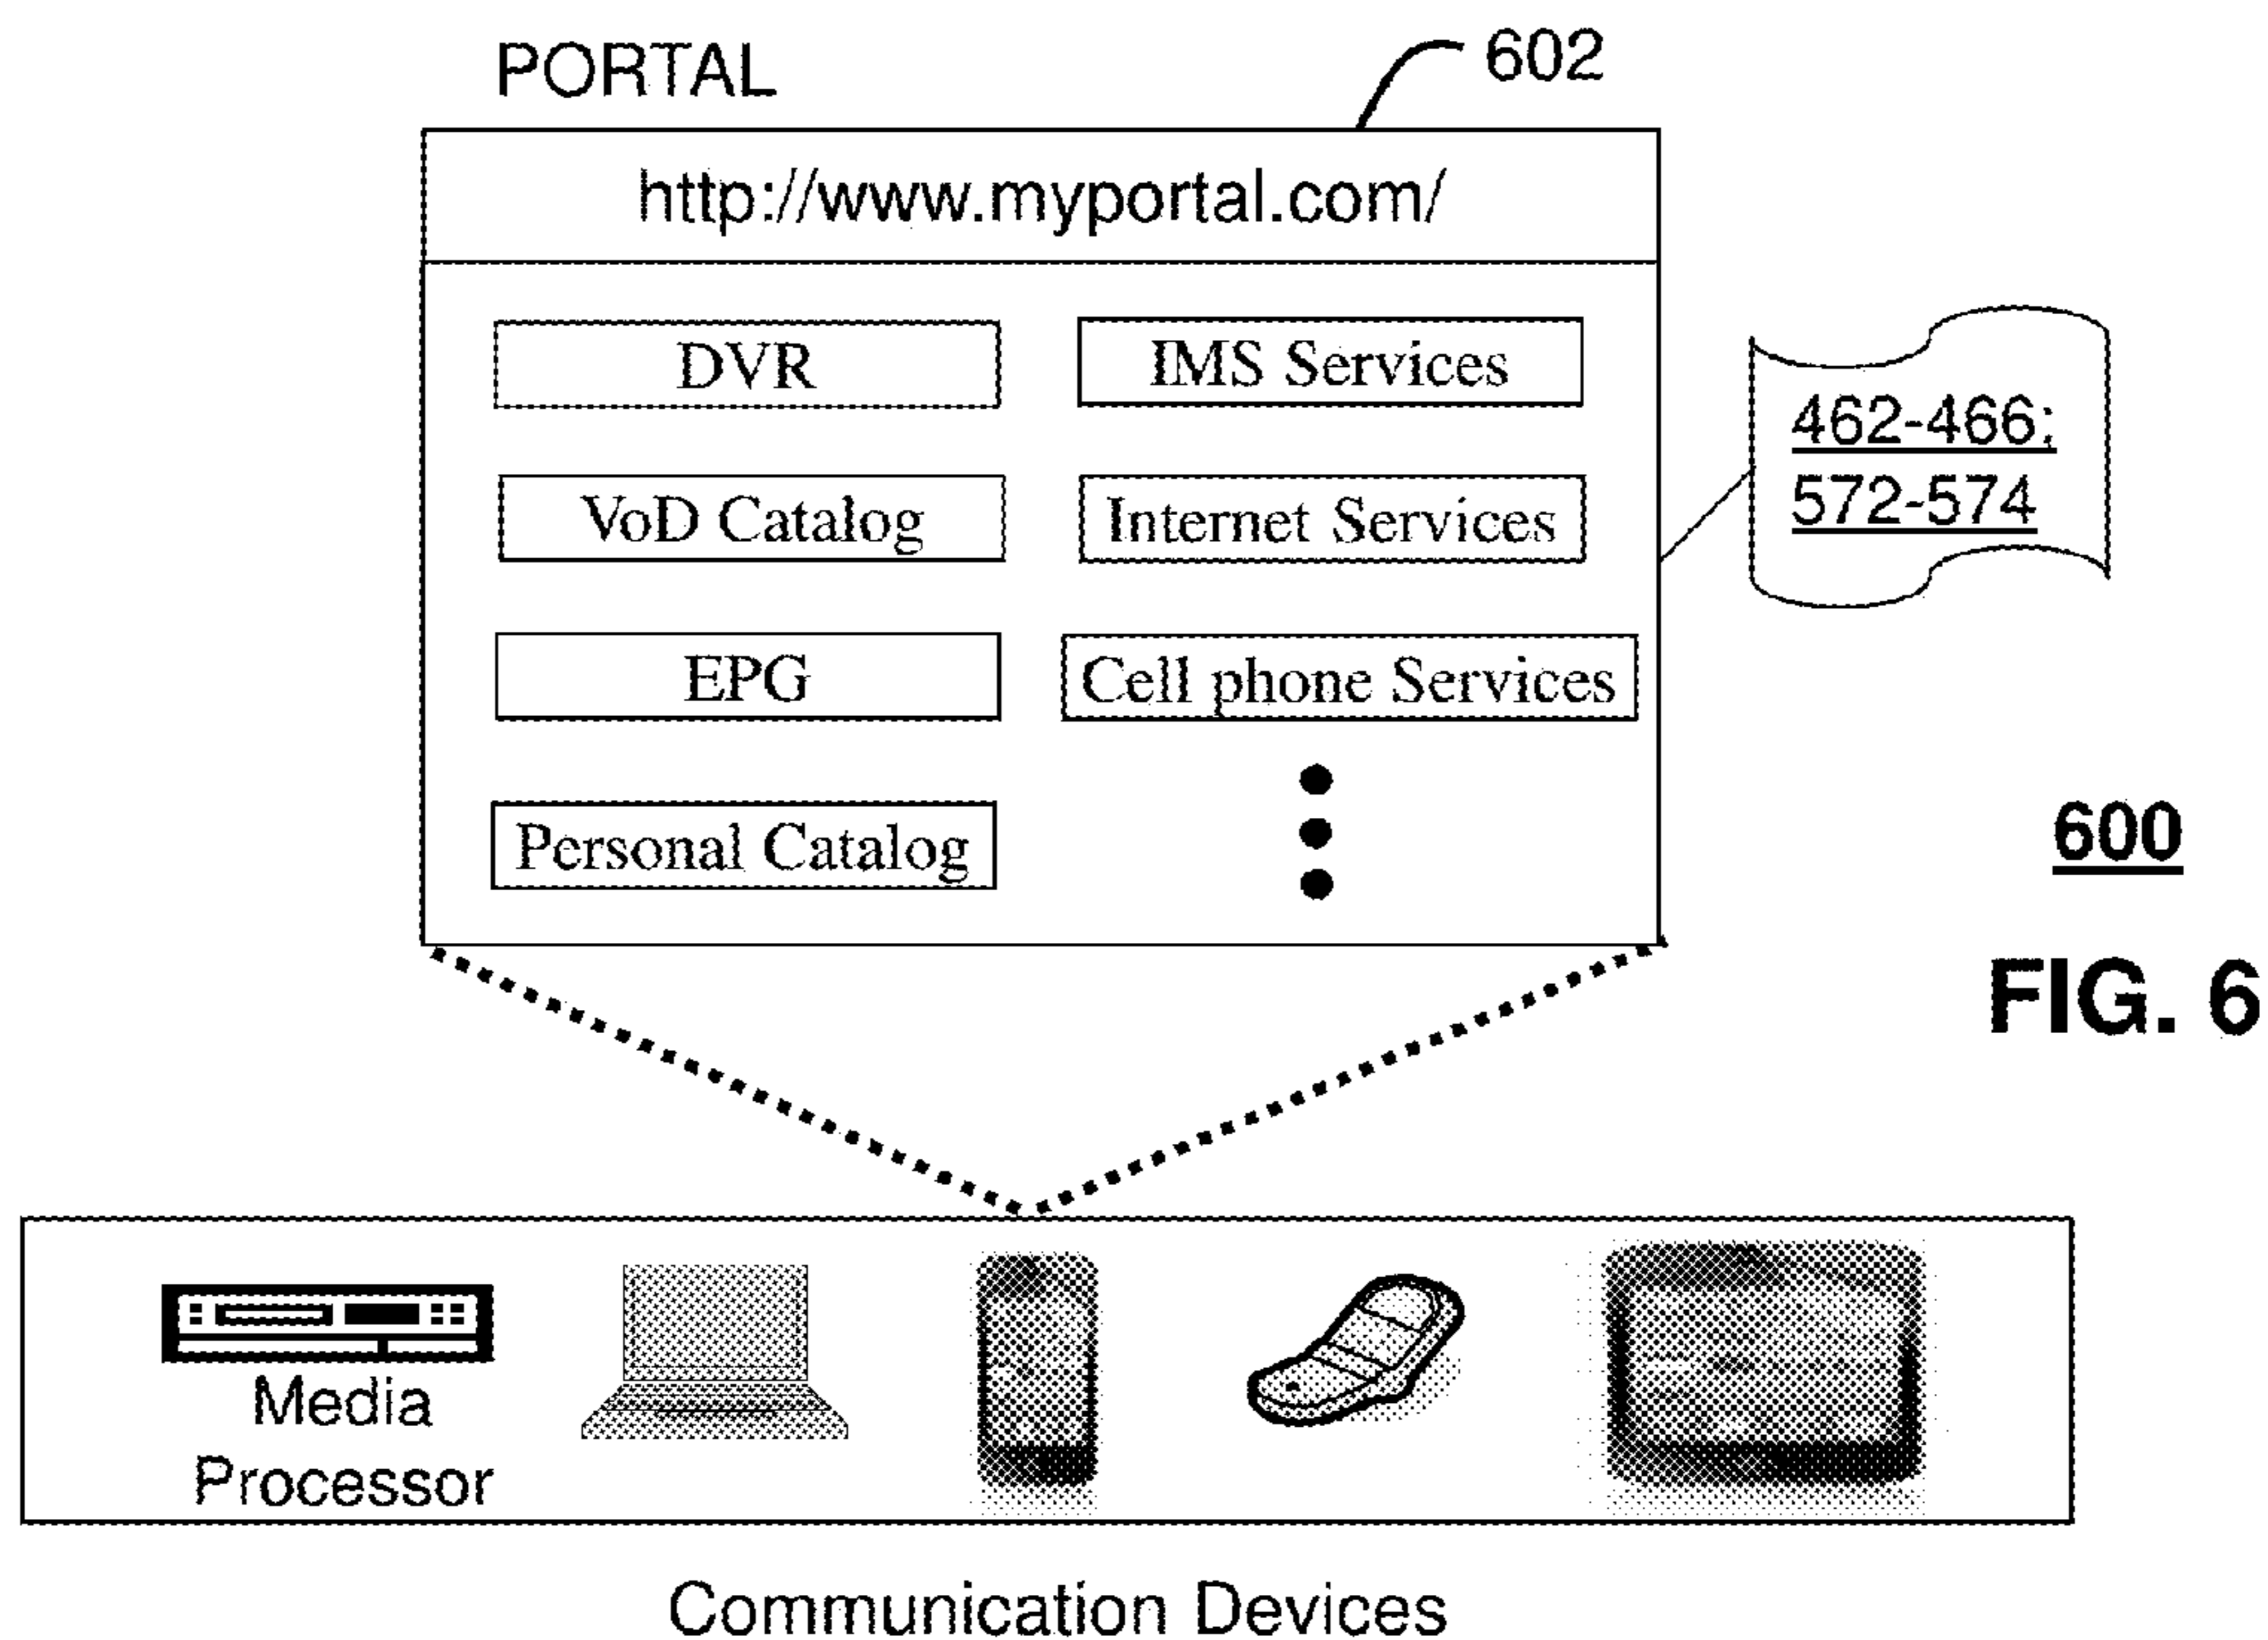 PORTAL
602
http://www.myportal.com/
DVR
IMS Services
462-466;
572-574
VoD Catalog
Internet Services
EPG
Cell phone Services
Personal Catalog
600
FIG. 6
Media
Processor
Communication Devices